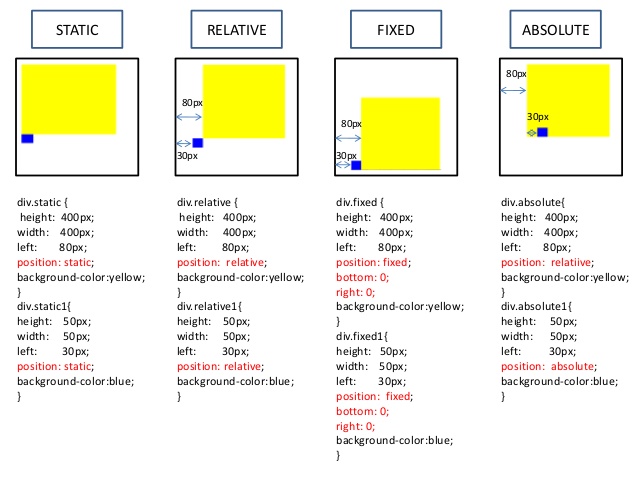 STATIC
RELATIVE
FIXED
ABSOLUTE
80px
30px
80px
30px
80px
30px
div.static {
height: 400px;
width: 400px;
left: 80px;
position: static;
background-color:yellow;
}
div.static1{
height: 50px;
width: 50px;
left: 30px;
position: static;
background-color:blue;
}
div.relative {
height: 400px;
width: 400px;
left: 80px;
position: relative;
background-color:yellow;
}
div.relative1{
height: 50px;
width: 50px;
left: 30px;
position: relative;
background-color:blue;
}
div.fixed {
height: 400px;
width: 400px;
left: 80px;
position: fixed;
bottom: 0;
right: 0;
background-color:yellow;
}
div.fixed1{
height: 50px;
width: 50px;
left: 30px;
position: fixed;
bottom: 0;
right: 0;
background-color:blue;
}
div.absolute{
height: 400px;
width: 400px;
left: 80px;
position: relatiive;
background-color:yellow;
}
div.absolute1{
height: 50px;
width: 50px;
left: 30px;
position: absolute;
background-color:blue;
}